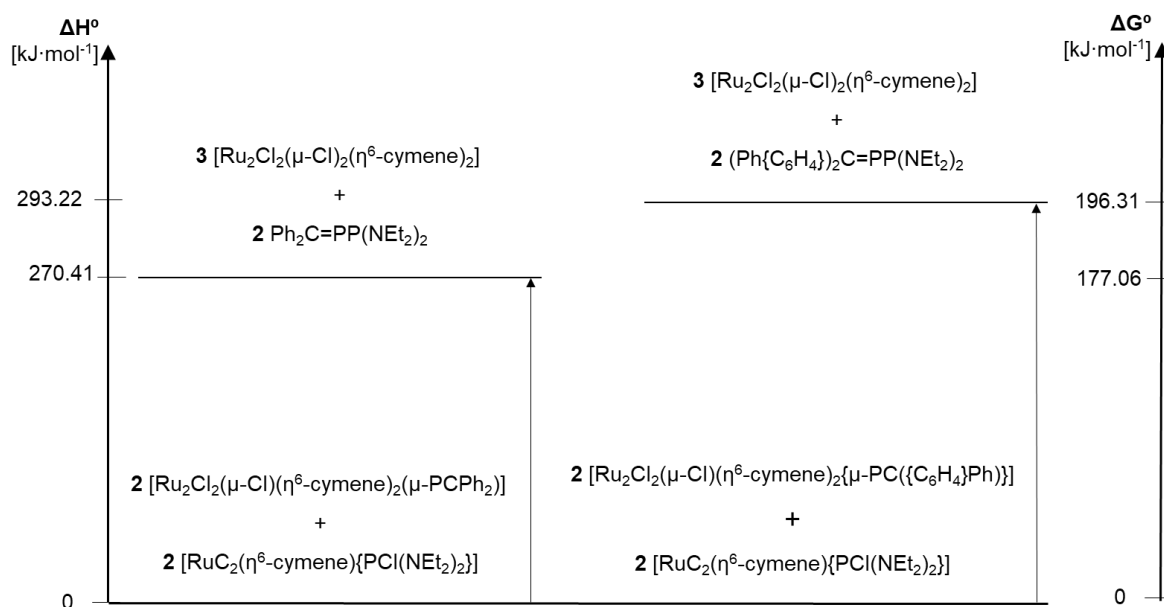 ΔHº
[kJ·mol⁻¹]
293.22
270.41
0
3 [Ru₂Cl₂(μ-Cl)₂(η⁶-cymene)₂]
+
2 Ph₂C=PP(NEt₂)₂
2 [Ru₂Cl₂(μ-Cl)(η⁶-cymene)₂(μ-PCPh₂)]
+
2 [RuC₂(η⁶-cymene){PCl(NEt₂)₂}]
3 [Ru₂Cl₂(μ-Cl)₂(η⁶-cymene)₂]
+
2 (Ph{C₆H₄})₂C=PP(NEt₂)₂
2 [Ru₂Cl₂(μ-Cl)(η⁶-cymene)₂{μ-PC({C₆H₄}Ph)}]
+
2 [RuC₂(η⁶-cymene){PCl(NEt₂)₂}]
ΔGº
[kJ·mol⁻¹]
196.31
177.06
0